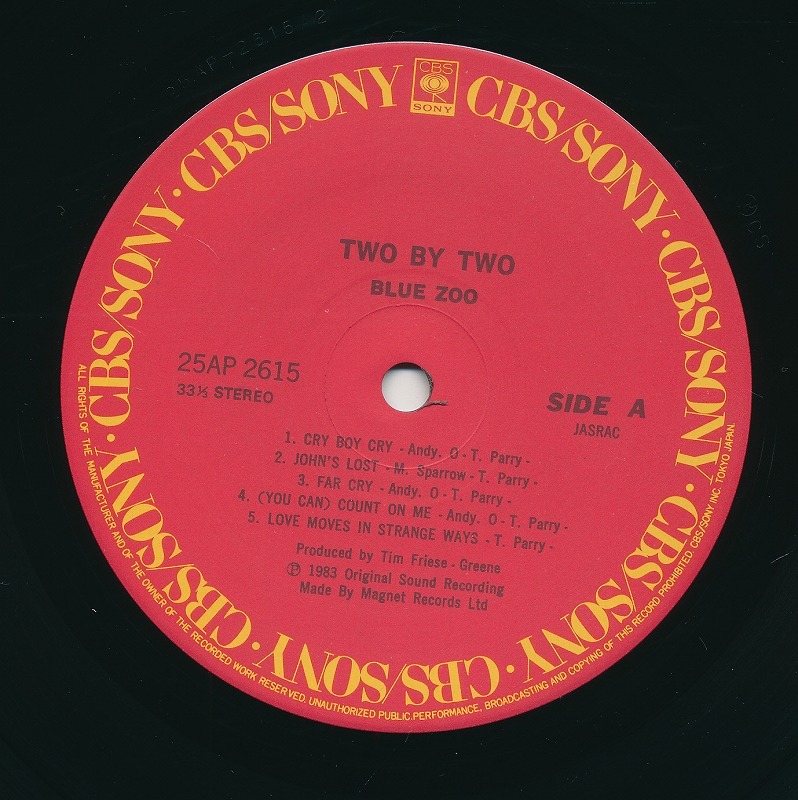 CBS
SONY
CBS/SONY · CBS/SONY · CBS/SONY · CBS/SONY · CBS/SONY · CBS/SONY · CBS/SONY · CBS/SONY
TWO BY TWO
BLUE ZOO
25AP 2615
33⅓ STEREO
SIDE A
JASRAC
1. CRY BOY CRY - Andy. O - T. Parry -
2. JOHN'S LOST - M. Sparrow - T. Parry -
3. FAR CRY - Andy. O - T. Parry -
4. (YOU CAN) COUNT ON ME - Andy. O - T. Parry -
5. LOVE MOVES IN STRANGE WAYS - T. Parry -
Produced by Tim Friese - Greene
Ⓟ 1983 Original Sound Recording
Made By Magnet Records Ltd
ALL RIGHTS OF THE MANUFACTURER AND OF THE OWNER OF THE RECORDED WORK RESERVED. UNAUTHORIZED PUBLIC.PERFORMANCE, BROADCASTING AND COPYING OF THIS RECORD PROHIBITED. CBS/SONY INC. TOKYO JAPAN.